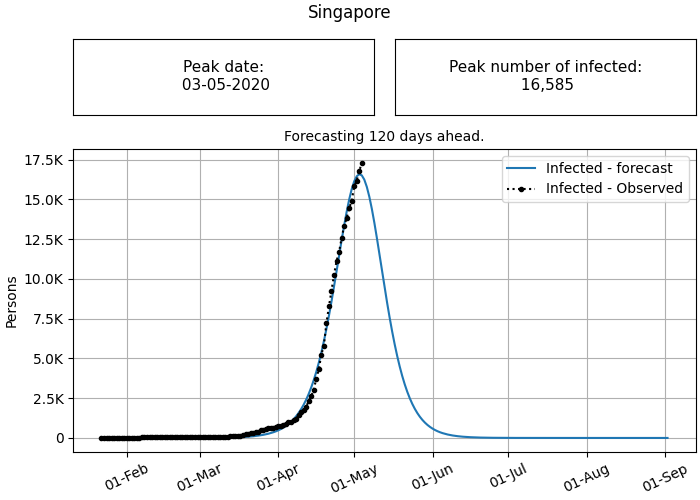 Singapore
Peak date:
03-05-2020
Peak number of infected:
16,585
Forecasting 120 days ahead.
17.5K
15.0K
12.5K
10.0K
7.5K
5.0K
2.5K
0
Persons
Infected - forecast
Infected - Observed
01-Feb
01-Mar
01-Apr
01-May
01-Jun
01-Jul
01-Aug
01-Sep